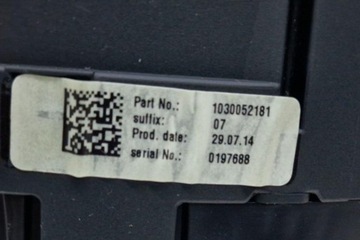 Part No.: 1030052181
suffix: 07
Prod. date: 29.07.14
serial No.: 0197688